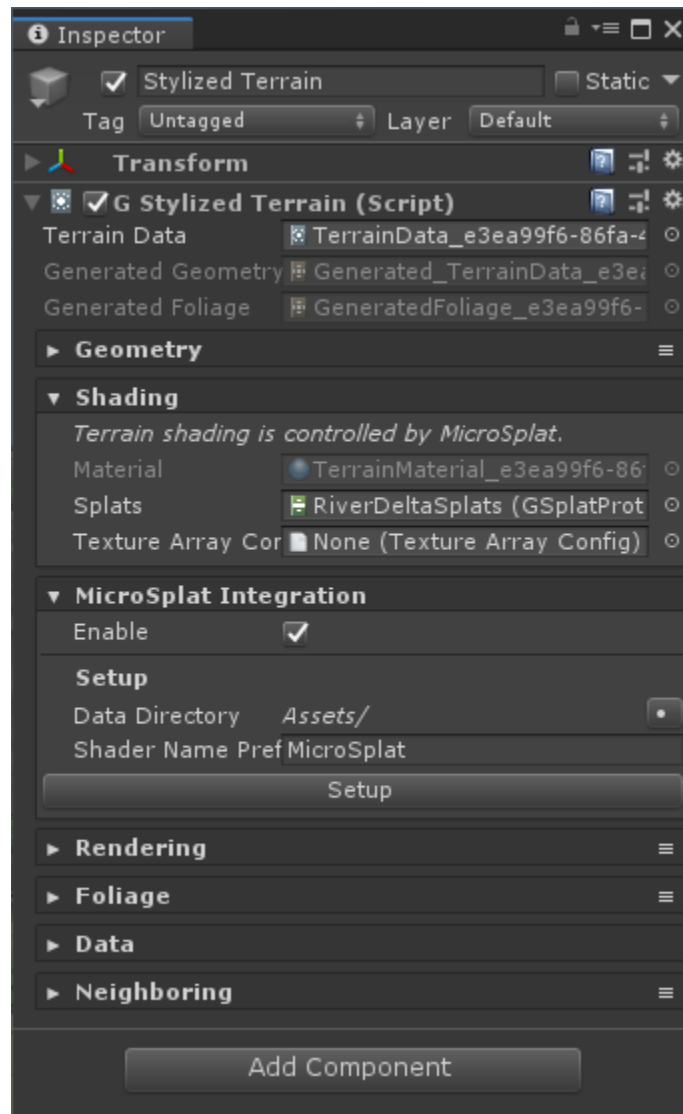 Inspector
Stylized Terrain Static
Tag Untagged Layer Default
Transform
G Stylized Terrain (Script)
Terrain Data TerrainData_e3ea99f6-86fa-4
Generated Geometry Generated_TerrainData_e3ea
Generated Foliage GeneratedFoliage_e3ea99f6-
Geometry
Shading
Terrain shading is controlled by MicroSplat.
Material TerrainMaterial_e3ea99f6-86f
Splats RiverDeltaSplats (GSplatProt
Texture Array Cor None (Texture Array Config)
MicroSplat Integration
Enable
Setup
Data Directory Assets/
Shader Name Pref MicroSplat
Setup
Rendering
Foliage
Data
Neighboring
Add Component